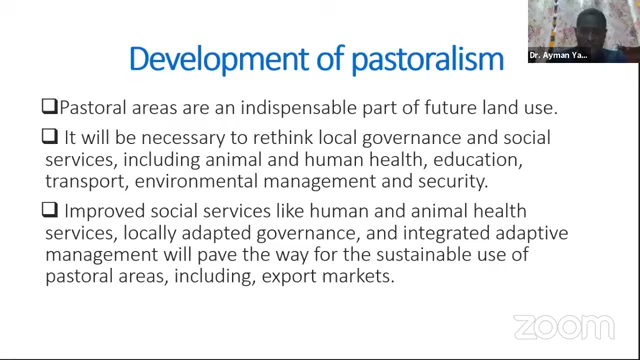 Dr. Ayman Ya...
Development of pastoralism
❑Pastoral areas are an indispensable part of future land use.
❑ It will be necessary to rethink local governance and social
services, including animal and human health, education,
transport, environmental management and security.
❑ Improved social services like human and animal health
services, locally adapted governance, and integrated adaptive
management will pave the way for the sustainable use of
pastoral areas, including, export markets.
zoom